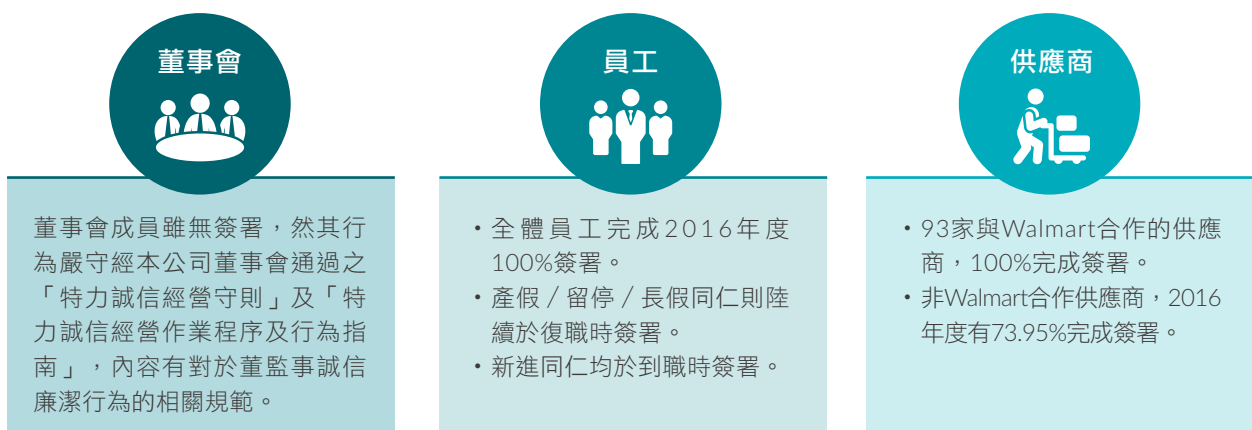 董事會
董事會成員雖無簽署，然其行
為嚴守經本公司董事會通過之
「特力誠信經營守則」及「特
力誠信經營作業程序及行為指
南」，內容有對於董監事誠信
廉潔行為的相關規範。
員工
・全體員工完成2016年度
100%簽署。
・產假／留停／長假同仁則陸
續於復職時簽署。
・新進同仁均於到職時簽署。
供應商
・93家與Walmart合作的供應
商，100%完成簽署。
・非Walmart合作供應商，2016
年度有73.95%完成簽署。